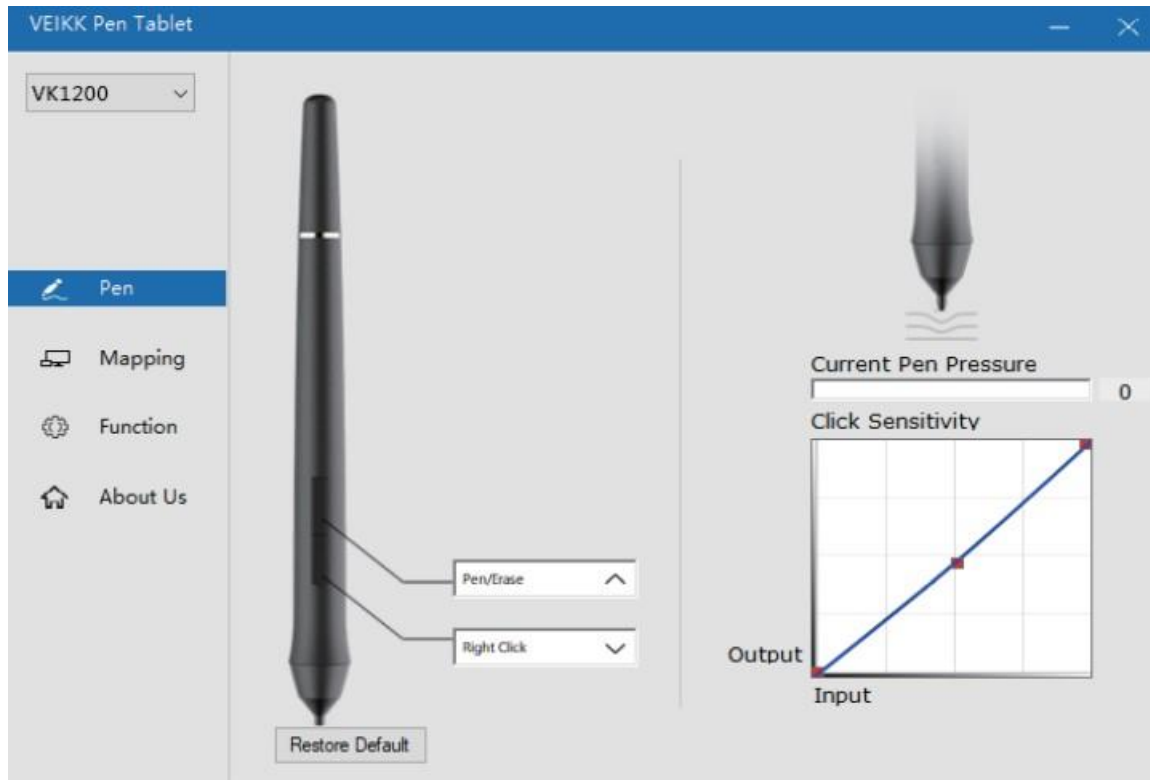 VEIKK Pen Tablet
VK1200
Pen
Mapping
Function
About Us
Pen/Erase
Right Click
Restore Default
Current Pen Pressure
0
Click Sensitivity
Output
Input